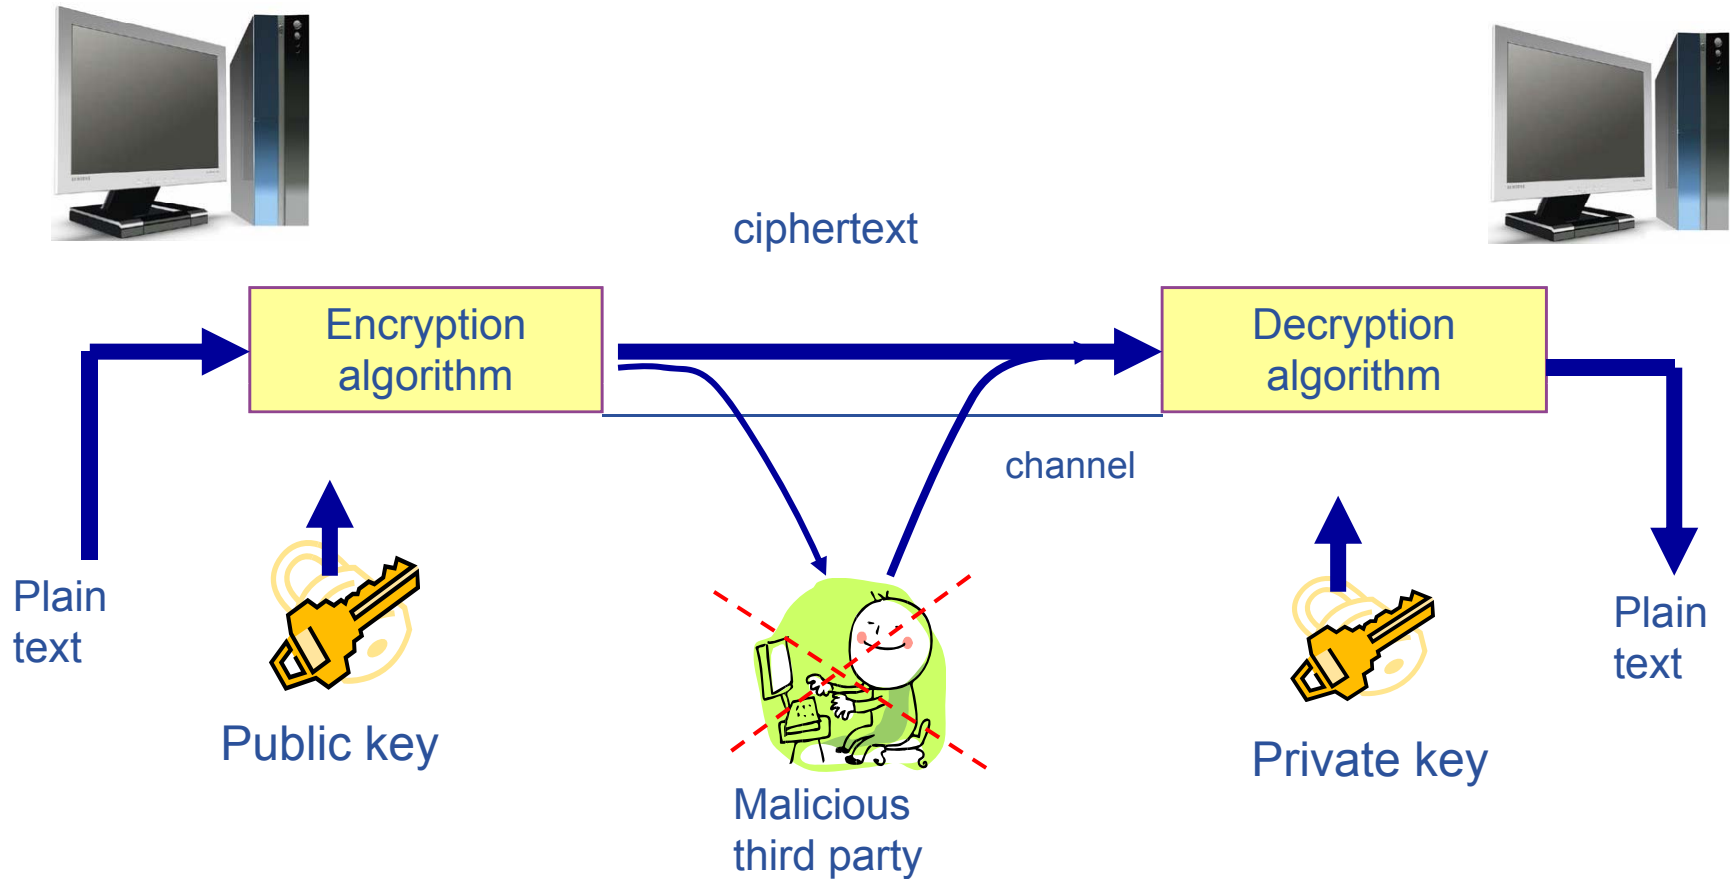 ciphertext
Encryption
algorithm
Decryption
algorithm
channel
Plain
text
Public key
Malicious
third party
Private key
Plain
text